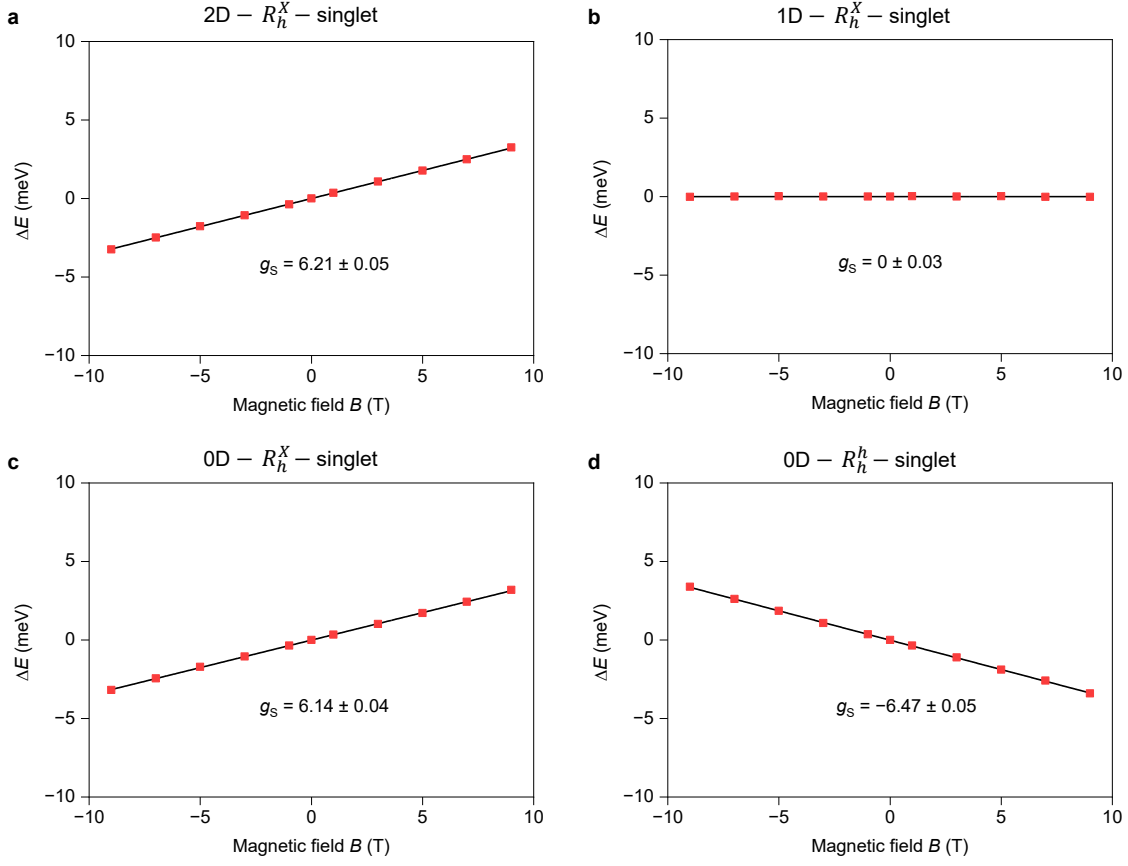 a
2D − R_h^X − singlet
10
5
0
−5
−10
ΔE (meV)
g_S = 6.21 ± 0.05
−10 −5 0 5 10
Magnetic field B (T)
b
1D − R_h^X − singlet
10
5
0
−5
−10
ΔE (meV)
g_S = 0 ± 0.03
−10 −5 0 5 10
Magnetic field B (T)
c
0D − R_h^X − singlet
10
5
0
−5
−10
ΔE (meV)
g_S = 6.14 ± 0.04
−10 −5 0 5 10
Magnetic field B (T)
d
0D − R_h^h − singlet
10
5
0
−5
−10
ΔE (meV)
g_S = −6.47 ± 0.05
−10 −5 0 5 10
Magnetic field B (T)